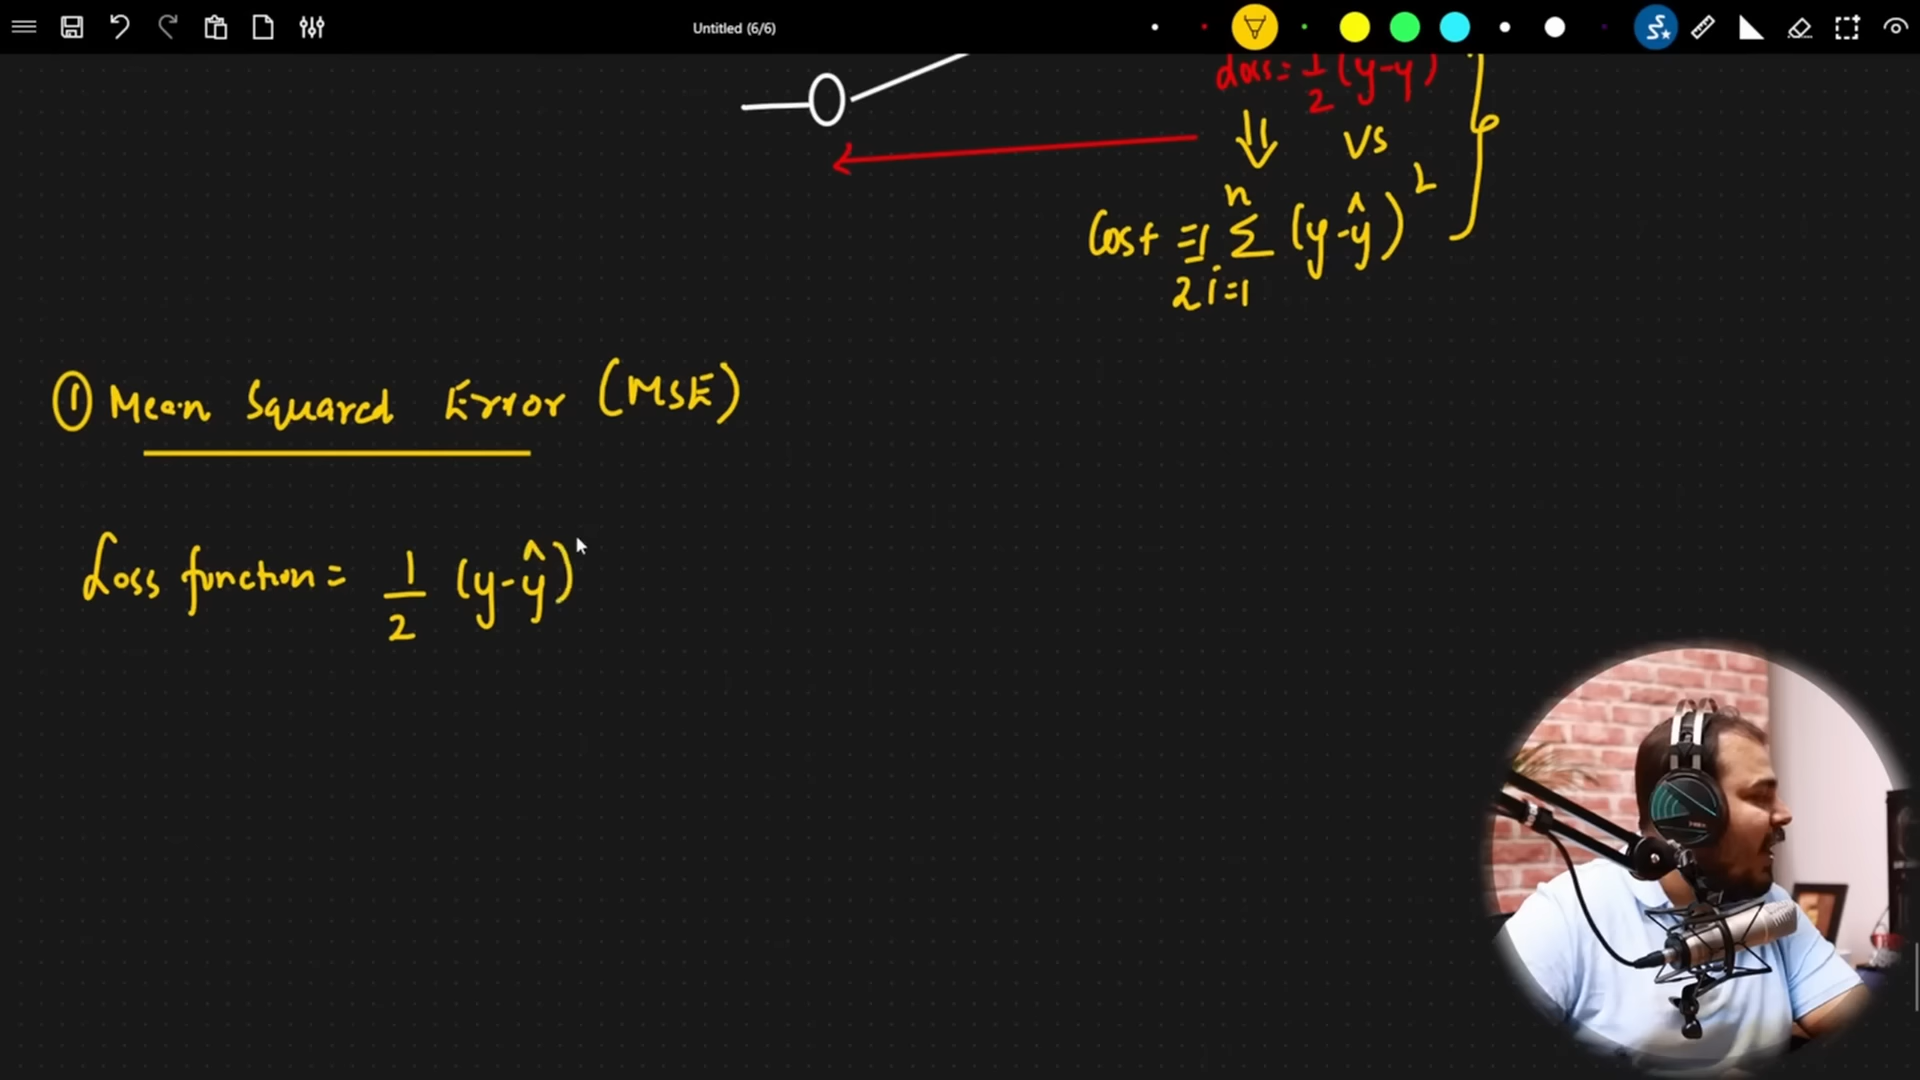 Untitled (6/6)
Loss = 1/2 (y-y)
VS
Cost = 1/2 n Σ i=1 (y-ŷ)²
① Mean Squared Error (MSE)
Loss function = 1/2 (y-ŷ)